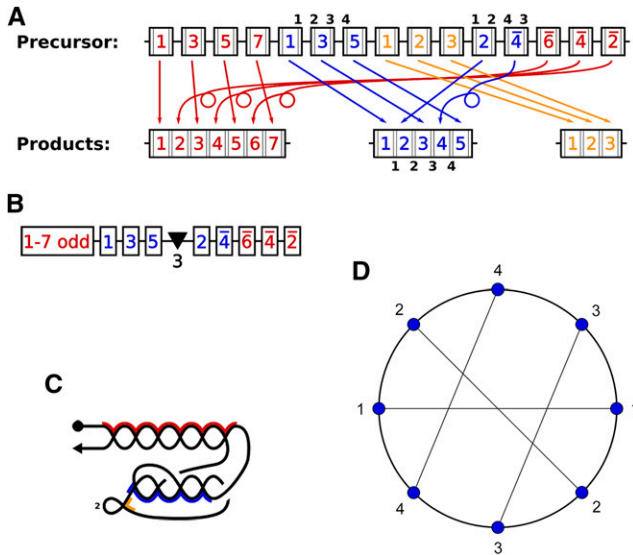 A
1 2 3 4 1 2 4 3
Precursor: 1 3 5 7 1 3 5 1 2 3 2 4̄ 6̄ 4̄ 2̄
Products: 1 2 3 4 5 6 7 1 2 3 4 5 1 2 3
1 2 3 4
B
1-7 odd 1 3 5 2 4̄ 6̄ 4̄ 2̄
3
C
2
D
4
2 3
1
4 2
3